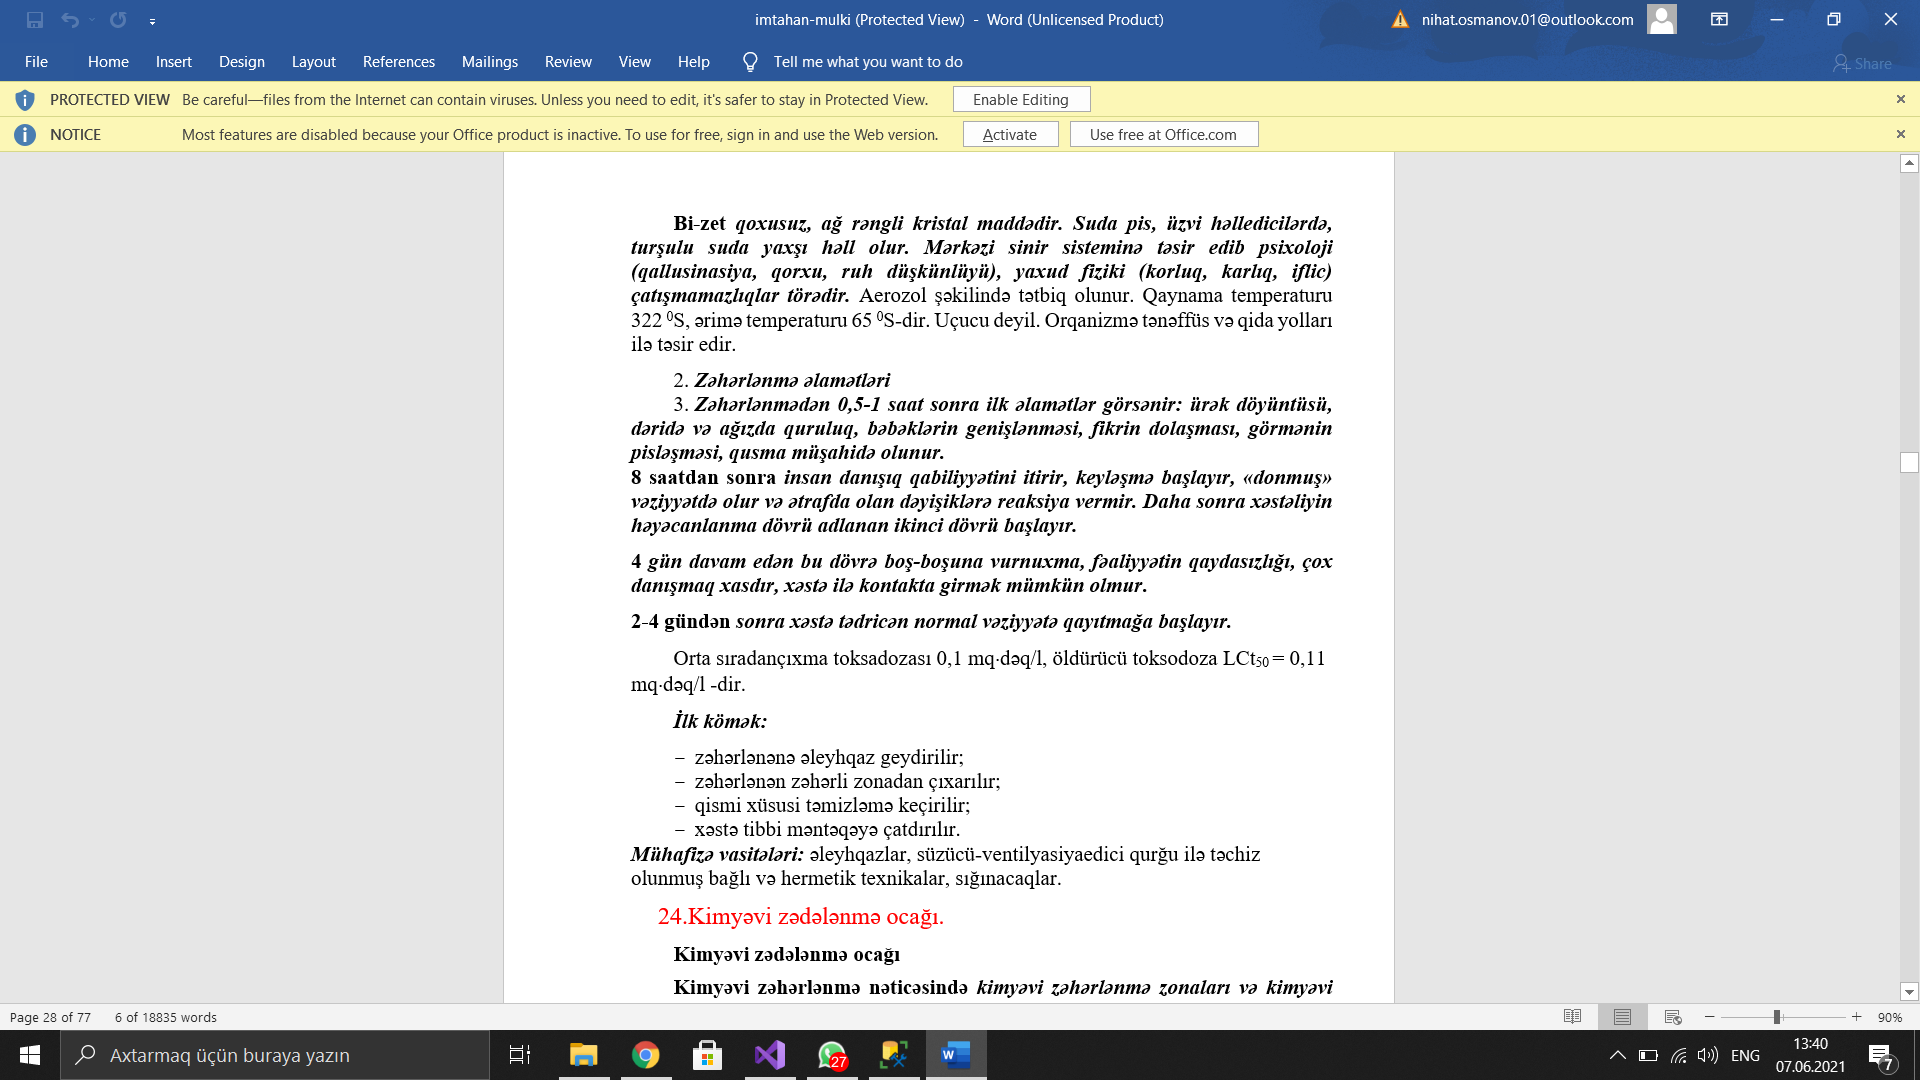 imtahan-mulki (Protected View) - Word (Unlicensed Product)
nihat.osmanov.01@outlook.com
File Home Insert Design Layout References Mailings Review View Help Tell me what you want to do
Share
PROTECTED VIEW Be careful—files from the Internet can contain viruses. Unless you need to edit, it's safer to stay in Protected View. Enable Editing
NOTICE Most features are disabled because your Office product is inactive. To use for free, sign in and use the Web version. Activate Use free at Office.com
Bi-zet qoxusuz, ağ rəngli kristal maddədir. Suda pis, üzvi həlledicilərdə,
turşulu suda yaxşı həll olur. Mərkəzi sinir sisteminə təsir edib psixoloji
(qallusinasiya, qorxu, ruh düşkünlüyü), yaxud fiziki (korluq, karlıq, iflic)
çatışmamazlıqlar törədir. Aerozol şəkilində tətbiq olunur. Qaynama temperaturu
322 ⁰S, ərimə temperaturu 65 ⁰S-dir. Uçucu deyil. Orqanizmə tənəffüs və qida yolları
ilə təsir edir.
2. Zəhərlənmə əlamətləri
3. Zəhərlənmədən 0,5-1 saat sonra ilk əlamətlər görsənir: ürək döyüntüsü,
dəridə və ağızda quruluq, bəbəklərin genişlənməsi, fikrin dolaşması, görmənin
pisləşməsi, qusma müşahidə olunur.
8 saatdan sonra insan danışıq qabiliyyətini itirir, keyləşmə başlayır, «donmuş»
vəziyyətdə olur və ətrafda olan dəyişiklərə reaksiya vermir. Daha sonra xəstəliyin
həyəcanlanma dövrü adlanan ikinci dövrü başlayır.
4 gün davam edən bu dövrə boş-boşuna vurnuxma, fəaliyyətin qaydasızlığı, çox
danışmaq xasdır, xəstə ilə kontakta girmək mümkün olmur.
2-4 gündən sonra xəstə tədricən normal vəziyyətə qayıtmağa başlayır.
Orta sıradançıxma toksadozası 0,1 mq·dəq/l, öldürücü toksodoza LCt₅₀ = 0,11
mq·dəq/l -dir.
İlk kömək:
– zəhərlənənə əleyhqaz geydirilir;
– zəhərlənən zəhərli zonadan çıxarılır;
– qismi xüsusi təmizləmə keçirilir;
– xəstə tibbi məntəqəyə çatdırılır.
Mühafizə vasitələri: əleyhqazlar, süzücü-ventilyasiyaedici qurğu ilə təchiz
olunmuş bağlı və hermetik texnikalar, sığınacaqlar.
24.Kimyəvi zədələnmə ocağı.
Kimyəvi zədələnmə ocağı
Kimyəvi zəhərlənmə nəticəsində kimyəvi zəhərlənmə zonaları və kimyəvi
Page 28 of 77 6 of 18835 words
90%
Axtarmaq üçün buraya yazın
27
ENG
13:40
07.06.2021
7